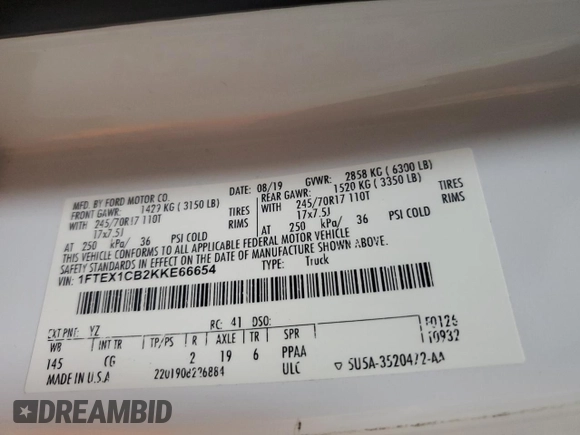 MFD. BY FORD MOTOR CO.
DATE: 08/19
GVWR: 2858 KG ( 6300 LB)
FRONT GAWR: 1429 KG ( 3150 LB)
REAR GAWR: 1520 KG ( 3350 LB)
WITH 245/70R17 110T TIRES
WITH 245/70R17 110T TIRES
17x7.5J RIMS
17x7.5J RIMS
AT 250 kPa/ 36 PSI COLD
AT 250 kPa/ 36 PSI COLD
THIS VEHICLE CONFORMS TO ALL APPLICABLE FEDERAL MOTOR VEHICLE
SAFETY STANDARDS IN EFFECT ON THE DATE OF MANUFACTURE SHOWN ABOVE.
VIN: 1FTEX1CB2KKE66654
TYPE: Truck
EXT PNT: YZ RC: 41 DSO:
WB INT TR TP/PS R AXLE TR SPR
145 CG 2 19 6 PPAA
MADE IN U.S.A ULC
F0126
5U5A-3520472-AA
DREAMBID